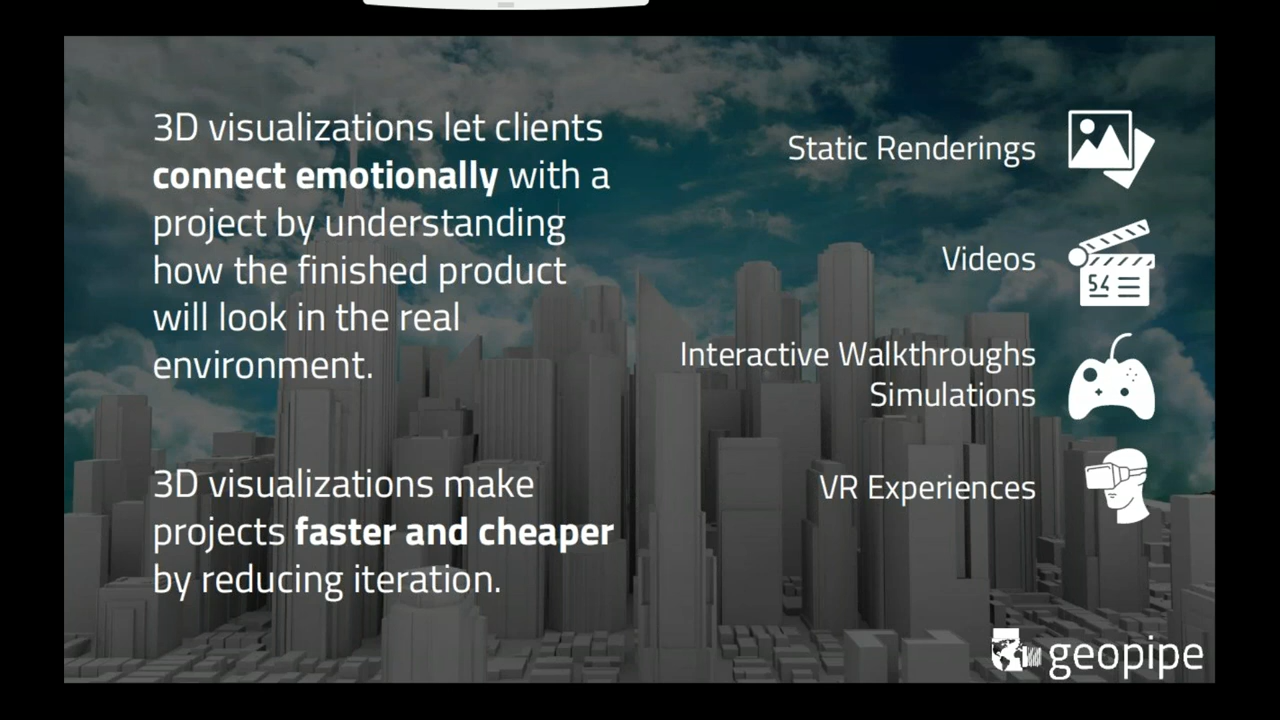 3D visualizations let clients
connect emotionally with a
project by understanding
how the finished product
will look in the real
environment.
3D visualizations make
projects faster and cheaper
by reducing iteration.
Static Renderings
Videos
54
Interactive Walkthroughs
Simulations
VR Experiences
geopipe